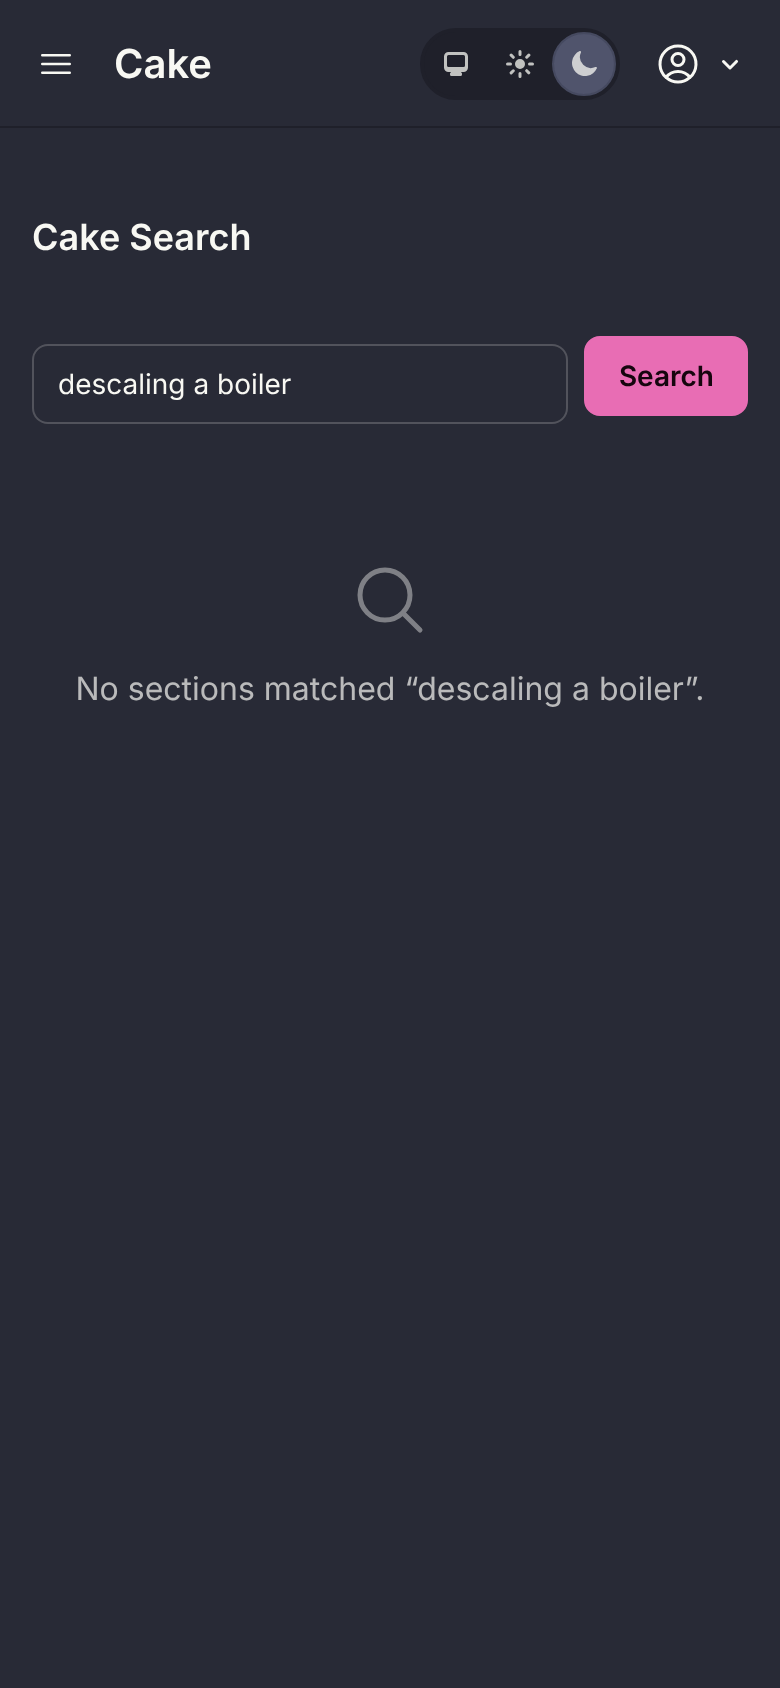 Cake
Cake Search
descaling a boiler
Search
No sections matched “descaling a boiler”.